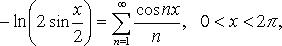 −ln(2 sin x/2) = ∑_{n=1}^{∞} cos nx / n, 0 < x < 2π,